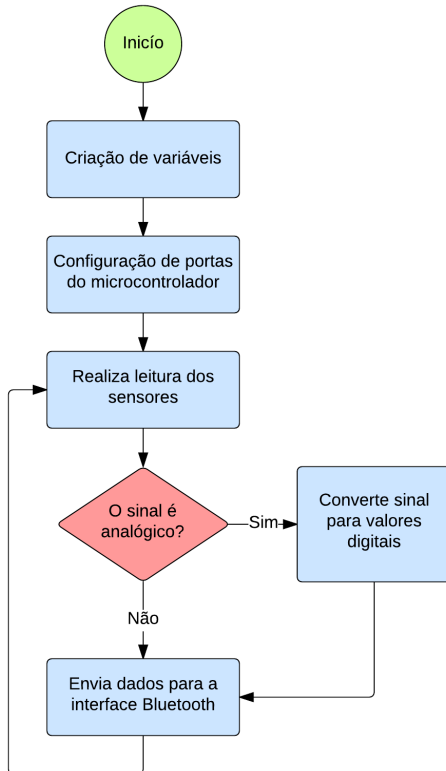 Inicío
Criação de variáveis
Configuração de portas
do microcontrolador
Realiza leitura dos
sensores
O sinal é
analógico?
Sim
Converte sinal
para valores
digitais
Não
Envia dados para a
interface Bluetooth